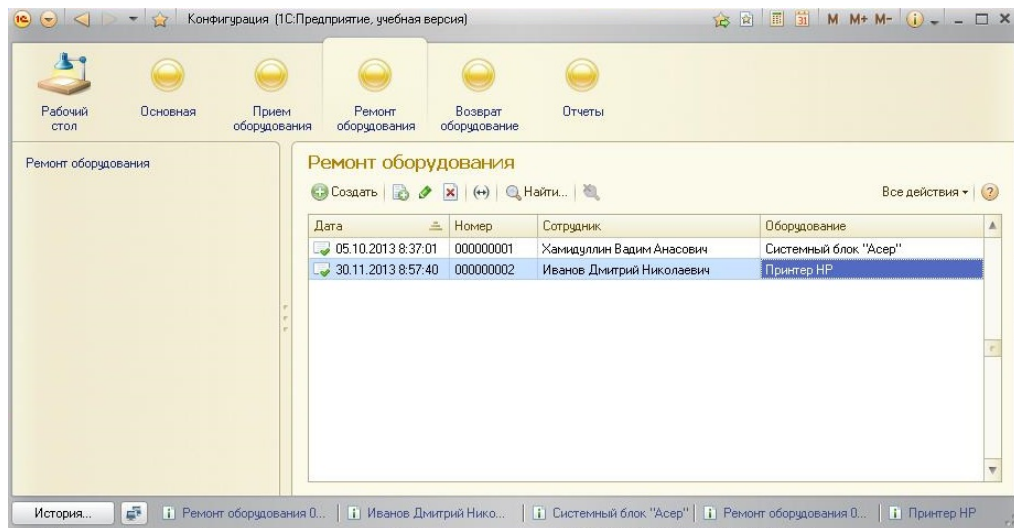 Конфигурация (1С:Предприятие, учебная версия)
M M+ M-
Рабочий
стол
Основная
Прием
оборудования
Ремонт
оборудования
Возврат
оборудование
Отчеты
Ремонт оборудования
Ремонт оборудования
Создать Найти... Все действия
Дата Номер Сотрудник Оборудование
05.10.2013 8:37:01 000000001 Хамидуллин Вадим Анасович Системный блок "Асер"
30.11.2013 8:57:40 000000002 Иванов Дмитрий Николаевич Принтер HP
История... Ремонт оборудования 0... Иванов Дмитрий Нико... Системный блок "Асер" Ремонт оборудования 0... Принтер HP